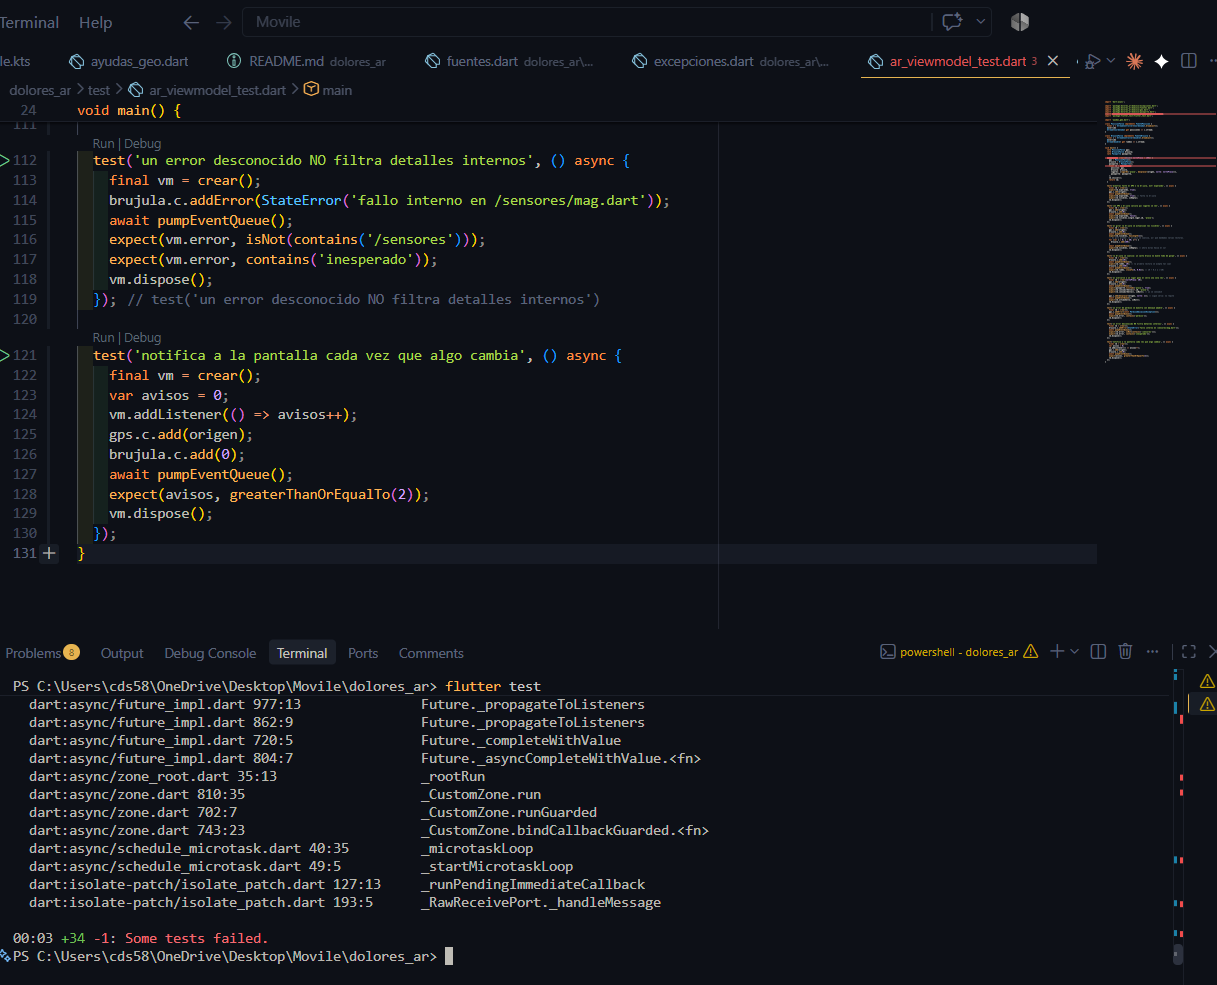 Terminal Help
Movile
le.kts ayudas_geo.dart README.md dolores_ar fuentes.dart dolores_ar\... excepciones.dart dolores_ar\... ar_viewmodel_test.dart 3
dolores_ar > test > ar_viewmodel_test.dart > main
24 void main() {
111
Run | Debug
112 test('un error desconocido NO filtra detalles internos', () async {
113 final vm = crear();
114 brujula.c.addError(StateError('fallo interno en /sensores/mag.dart'));
115 await pumpEventQueue();
116 expect(vm.error, isNot(contains('/sensores')));
117 expect(vm.error, contains('inesperado'));
118 vm.dispose();
119 }); // test('un error desconocido NO filtra detalles internos')
120
Run | Debug
121 test('notifica a la pantalla cada vez que algo cambia', () async {
122 final vm = crear();
123 var avisos = 0;
124 vm.addListener(() => avisos++);
125 gps.c.add(origen);
126 brujula.c.add(0);
127 await pumpEventQueue();
128 expect(avisos, greaterThanOrEqualTo(2));
129 vm.dispose();
130 });
131 }
Problems 8 Output Debug Console Terminal Ports Comments powershell - dolores_ar
PS C:\Users\cds58\OneDrive\Desktop\Movile\dolores_ar> flutter test
dart:async/future_impl.dart 977:13 Future._propagateToListeners
dart:async/future_impl.dart 862:9 Future._propagateToListeners
dart:async/future_impl.dart 720:5 Future._completeWithValue
dart:async/future_impl.dart 804:7 Future._asyncCompleteWithValue.<fn>
dart:async/zone_root.dart 35:13 _rootRun
dart:async/zone.dart 810:35 _CustomZone.run
dart:async/zone.dart 702:7 _CustomZone.runGuarded
dart:async/zone.dart 743:23 _CustomZone.bindCallbackGuarded.<fn>
dart:async/schedule_microtask.dart 40:35 _microtaskLoop
dart:async/schedule_microtask.dart 49:5 _startMicrotaskLoop
dart:isolate-patch/isolate_patch.dart 127:13 _runPendingImmediateCallback
dart:isolate-patch/isolate_patch.dart 193:5 _RawReceivePort._handleMessage
00:03 +34 -1: Some tests failed.
PS C:\Users\cds58\OneDrive\Desktop\Movile\dolores_ar>